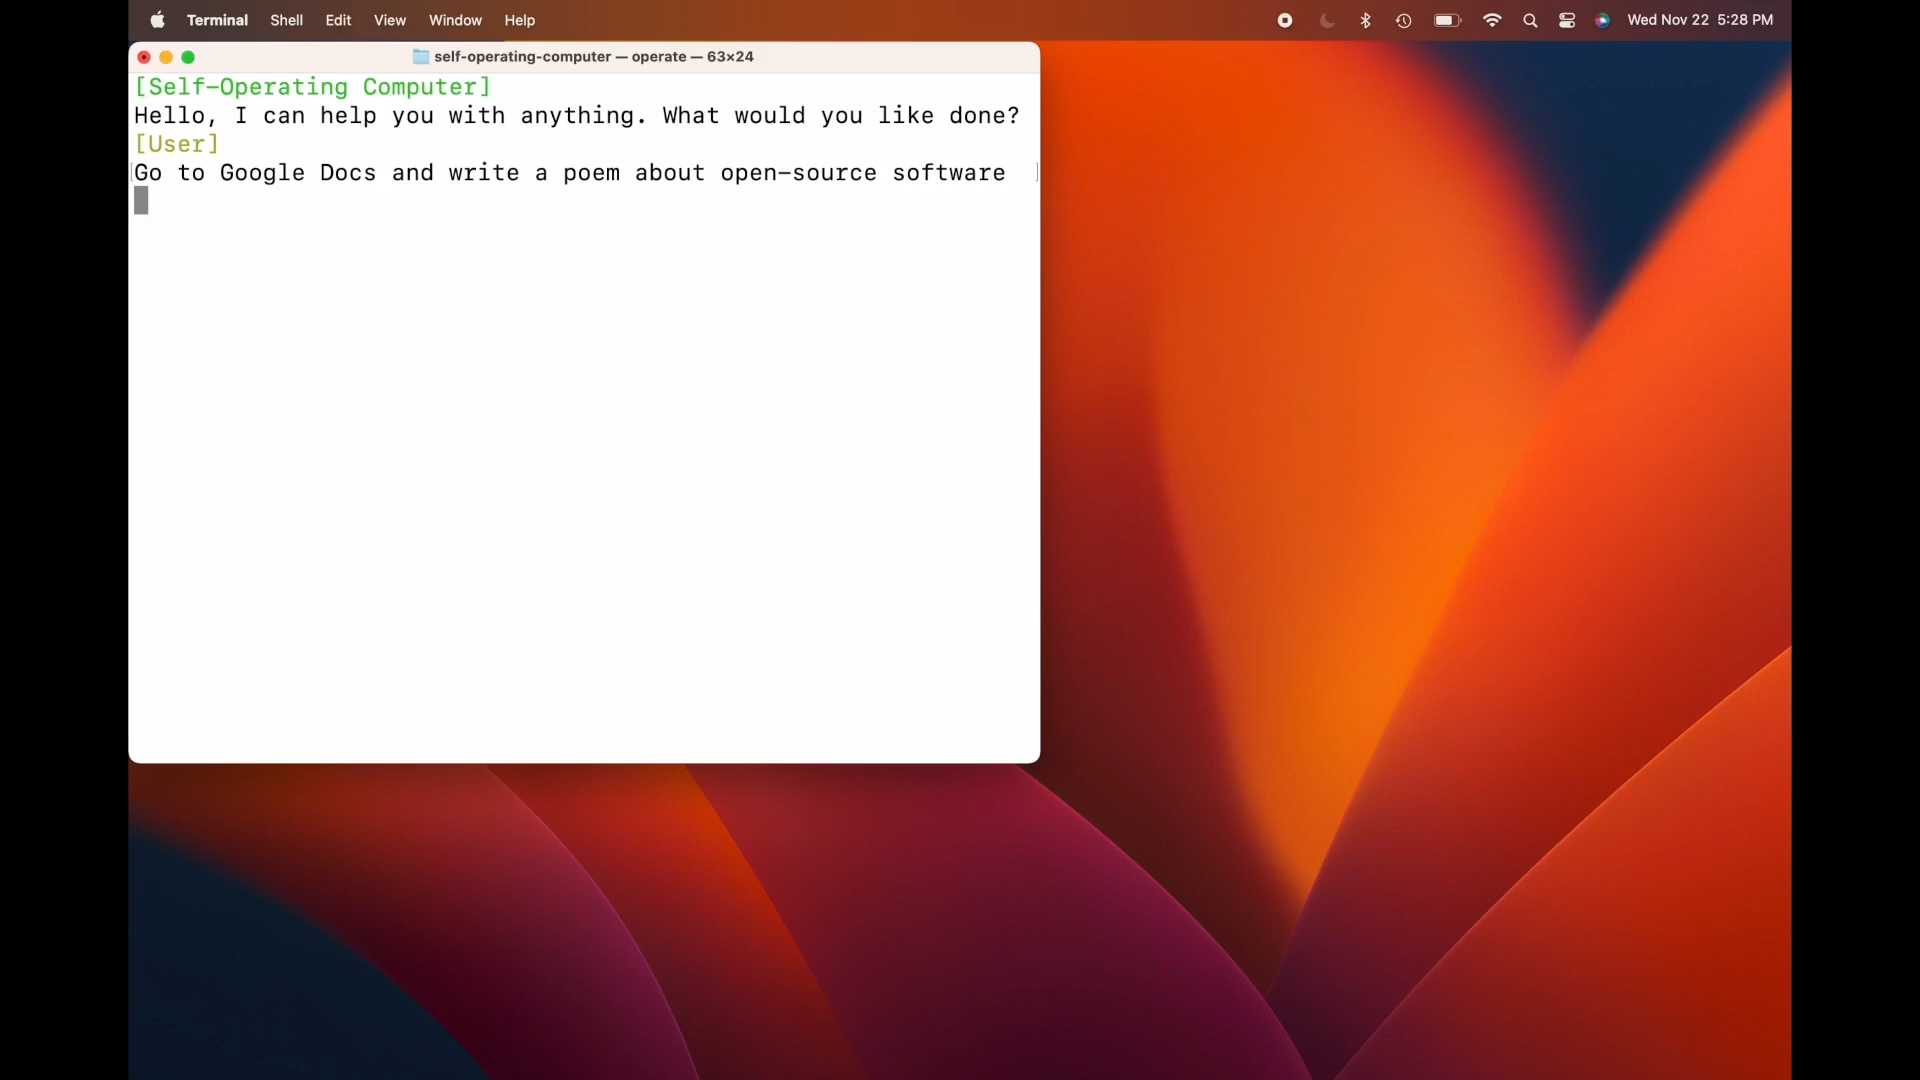 Terminal Shell Edit View Window Help Wed Nov 22 5:28 PM
self-operating-computer — operate — 63×24
[Self-Operating Computer]
Hello, I can help you with anything. What would you like done?
[User]
Go to Google Docs and write a poem about open-source software